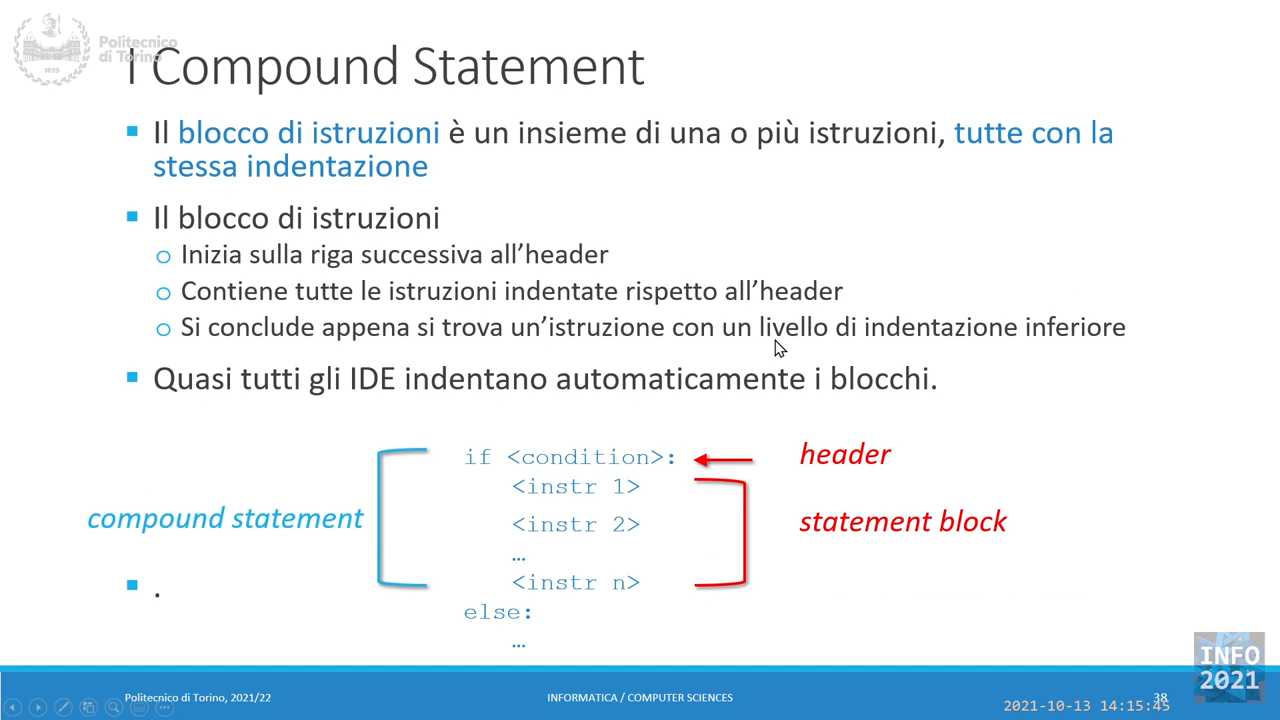 Politecnico
di Torino
1859
I Compound Statement
Il blocco di istruzioni è un insieme di una o più istruzioni, tutte con la
stessa indentazione
Il blocco di istruzioni
Inizia sulla riga successiva all’header
Contiene tutte le istruzioni indentate rispetto all’header
Si conclude appena si trova un’istruzione con un livello di indentazione inferiore
Quasi tutti gli IDE indentano automaticamente i blocchi.
if <condition>:
header
<instr 1>
compound statement
<instr 2>
statement block
…
<instr n>
.
else:
…
INFO
2021
Politecnico di Torino, 2021/22
INFORMATICA / COMPUTER SCIENCES
38
2021-10-13 14:15:45